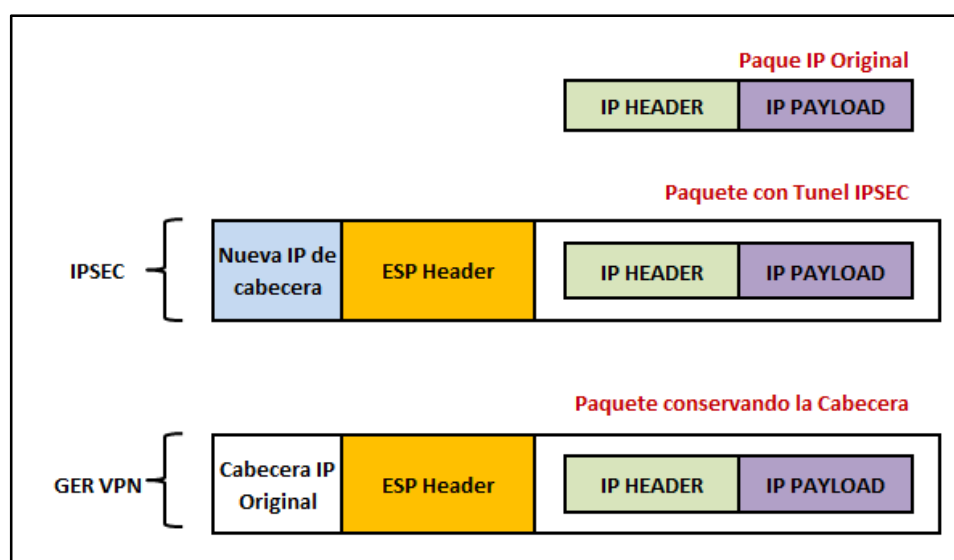 Paque IP Original
IP HEADER
IP PAYLOAD
Paquete con Tunel IPSEC
IPSEC
Nueva IP de
cabecera
ESP Header
IP HEADER
IP PAYLOAD
Paquete conservando la Cabecera
GER VPN
Cabecera IP
Original
ESP Header
IP HEADER
IP PAYLOAD